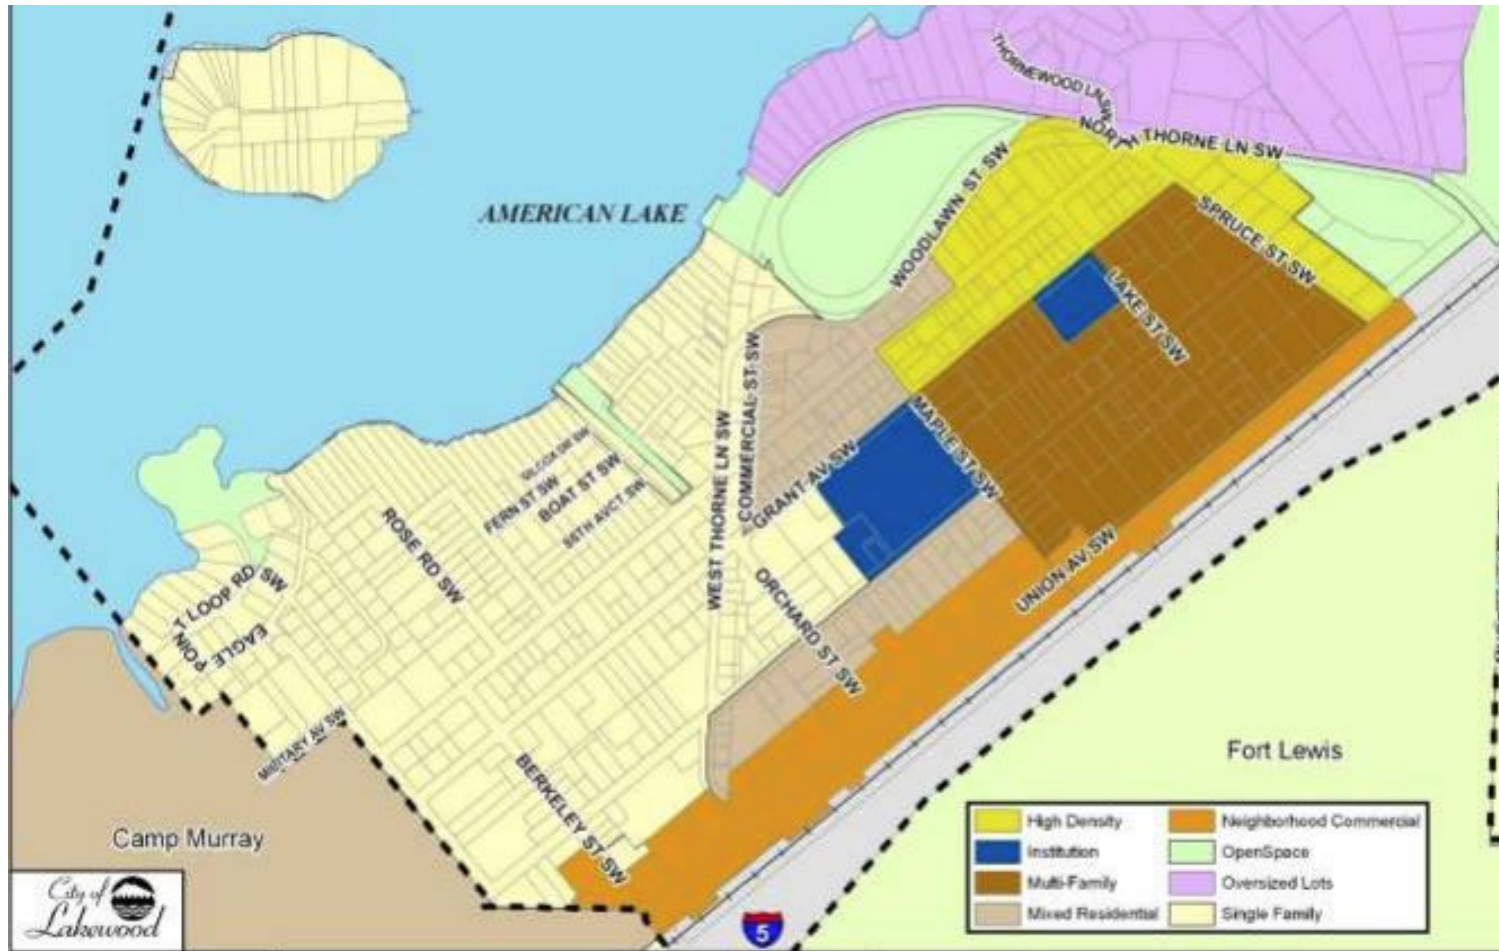 THORNEWOOD LN SW
NORTH THORNE LN SW
AMERICAN LAKE
WOODLAWN ST SW
SPRUCE ST SW
LAKE ST SW
COMMERCIAL ST SW
WEST THORNE LN SW
MAPLE ST SW
GRANT AV SW
FERN ST SW
BOAT ST SW
ROSE RD SW
UNION AV SW
ORCHARD ST SW
EAGLE POINT LOOP RD SW
BERKELEY ST SW
Fort Lewis
Camp Murray
High Density
Neighborhood Commercial
Institution
OpenSpace
Multi-Family
Oversized Lots
Mixed Residential
Single Family
City of
Lakewood
5